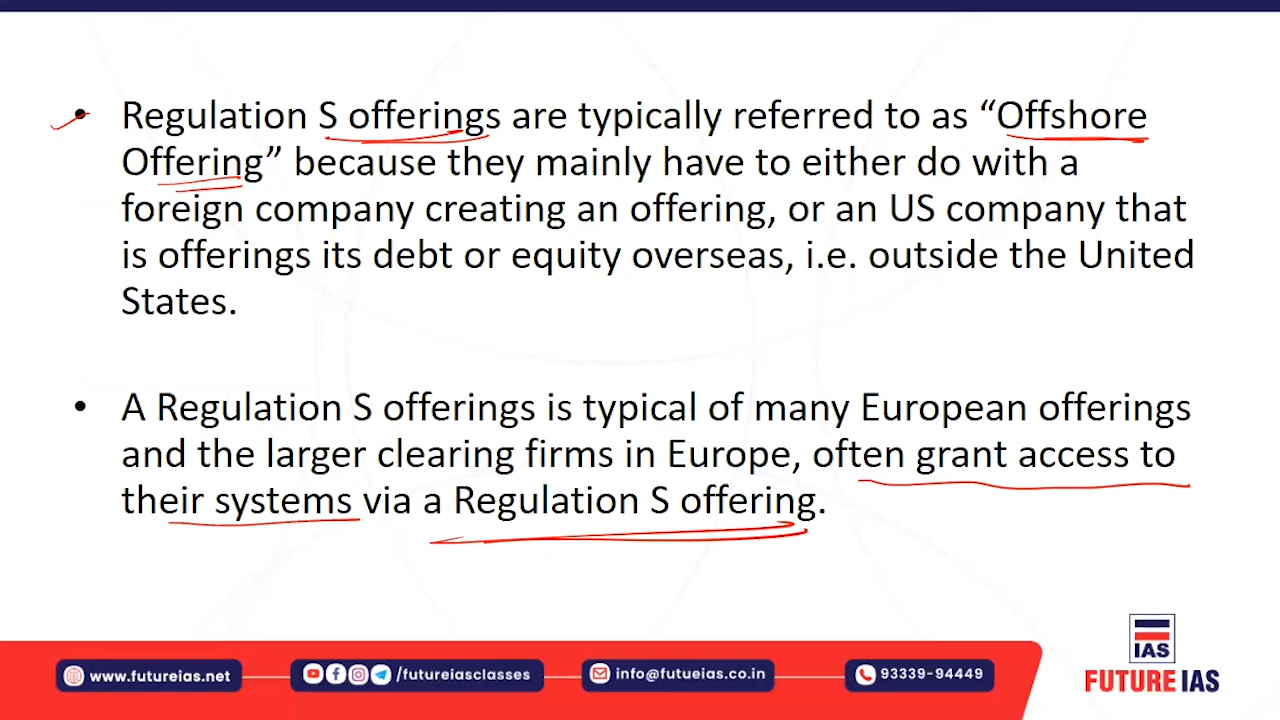 • Regulation S offerings are typically referred to as “Offshore
Offering” because they mainly have to either do with a
foreign company creating an offering, or an US company that
is offerings its debt or equity overseas, i.e. outside the United
States.
• A Regulation S offerings is typical of many European offerings
and the larger clearing firms in Europe, often grant access to
their systems via a Regulation S offering.
www.futureias.net
/futureiasclasses
info@futueias.co.in
93339-94449
IAS
FUTURE IAS